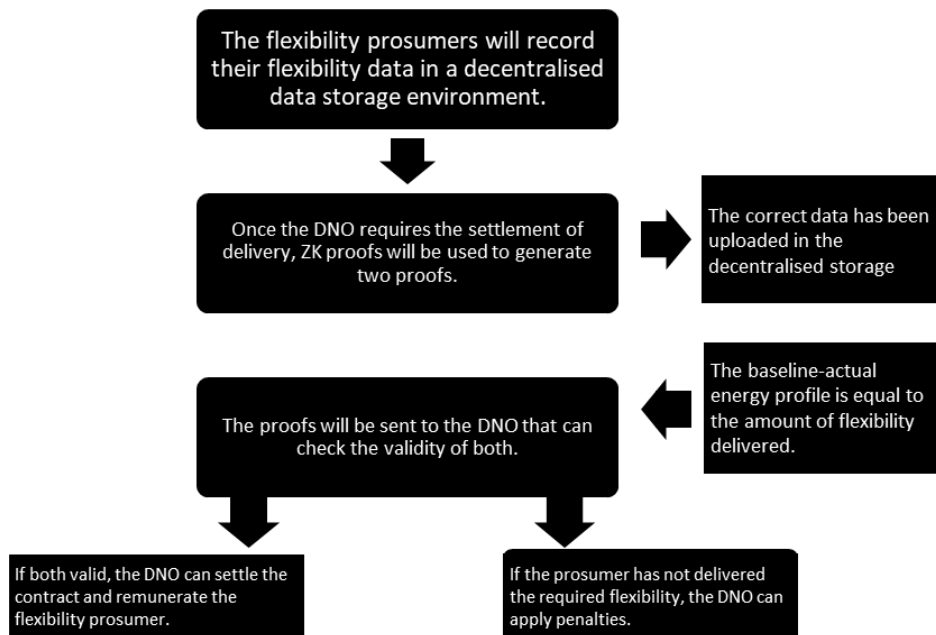 The flexibility prosumers will record
their flexibility data in a decentralised
data storage environment.
Once the DNO requires the settlement of
delivery, ZK proofs will be used to generate
two proofs.
The correct data has been
uploaded in the
decentralised storage
The baseline-actual
energy profile is equal to
the amount of flexibility
delivered.
The proofs will be sent to the DNO that can
check the validity of both.
If both valid, the DNO can settle the
contract and remunerate the
flexibility prosumer.
If the prosumer has not delivered
the required flexibility, the DNO can
apply penalties.